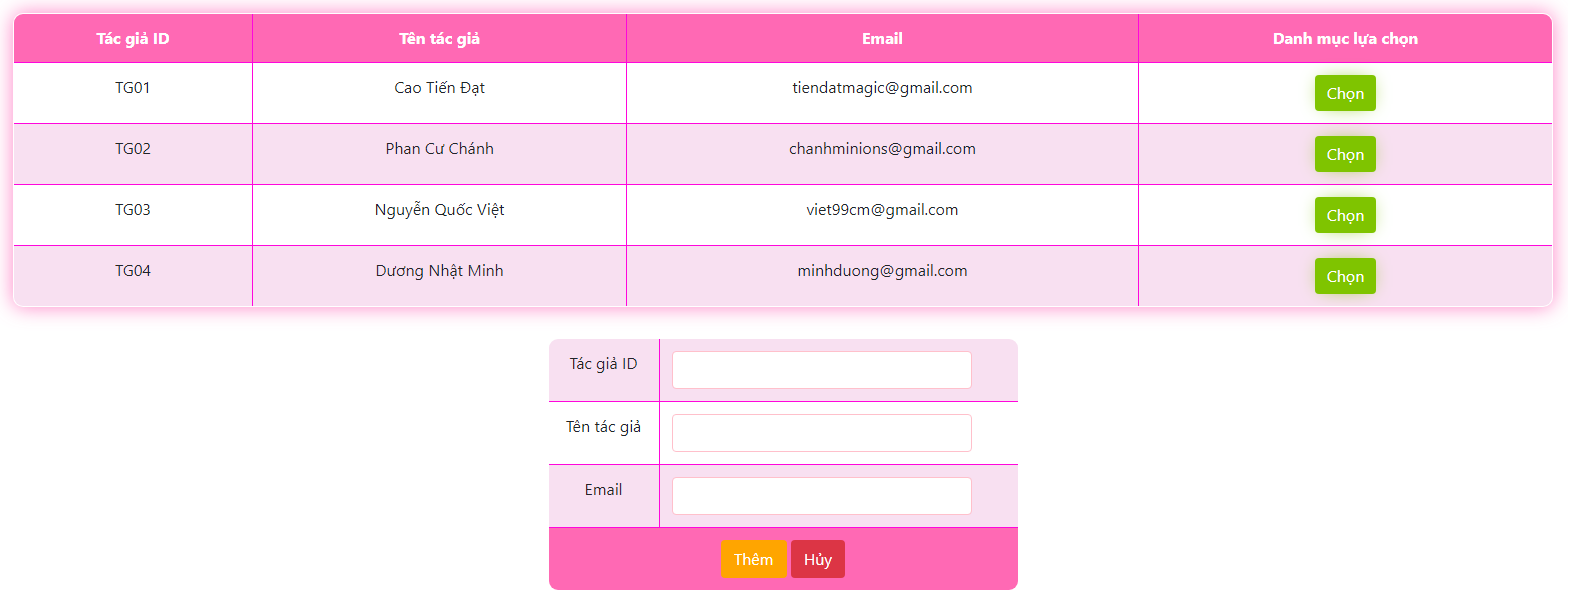 Tác giả ID Tên tác giả Email Danh mục lựa chọn
TG01 Cao Tiến Đạt tiendatmagic@gmail.com Chọn
TG02 Phan Cư Chánh chanhminions@gmail.com Chọn
TG03 Nguyễn Quốc Việt viet99cm@gmail.com Chọn
TG04 Dương Nhật Minh minhduong@gmail.com Chọn
Tác giả ID
Tên tác giả
Email
Thêm Hủy